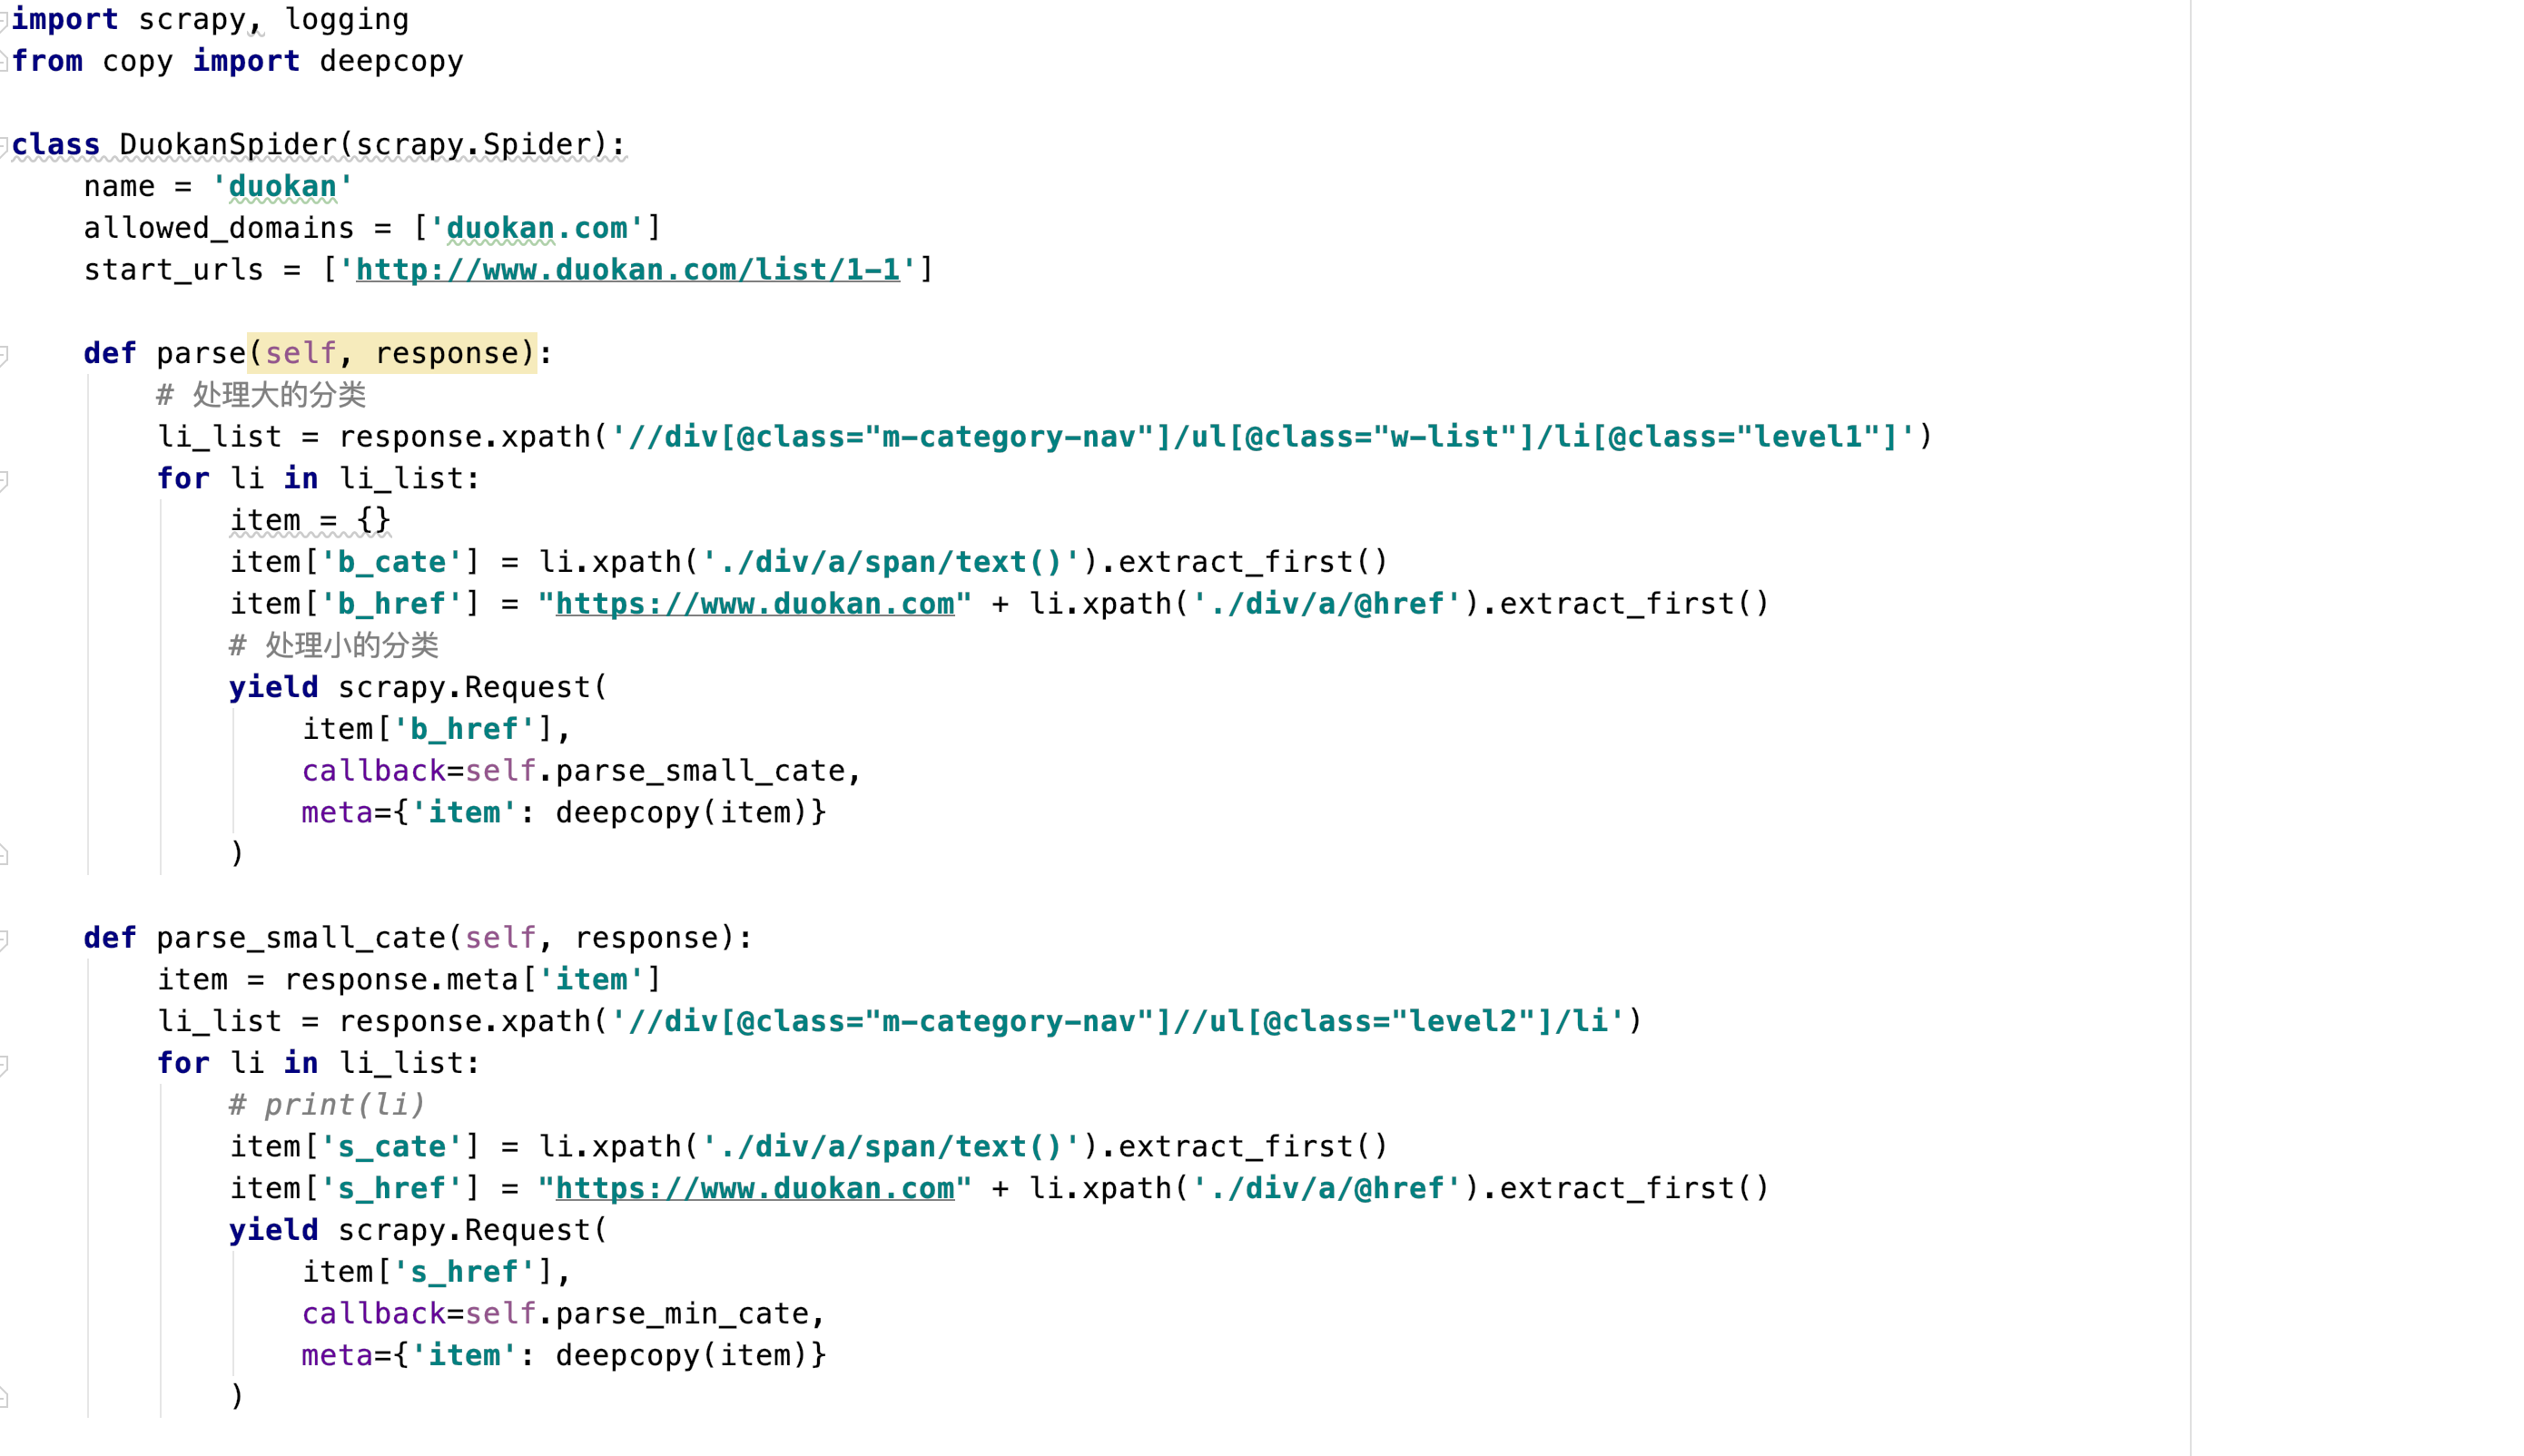 import scrapy, logging
from copy import deepcopy
class DuokanSpider(scrapy.Spider):
    name = 'duokan'
    allowed_domains = ['duokan.com']
    start_urls = ['http://www.duokan.com/list/1-1']
    def parse(self, response):
        # 处理大的分类
        li_list = response.xpath('//div[@class="m-category-nav"]/ul[@class="w-list"]/li[@class="level1"]')
        for li in li_list:
            item = {}
            item['b_cate'] = li.xpath('./div/a/span/text()').extract_first()
            item['b_href'] = "https://www.duokan.com" + li.xpath('./div/a/@href').extract_first()
            # 处理小的分类
            yield scrapy.Request(
                item['b_href'],
                callback=self.parse_small_cate,
                meta={'item': deepcopy(item)}
            )
    def parse_small_cate(self, response):
        item = response.meta['item']
        li_list = response.xpath('//div[@class="m-category-nav"]//ul[@class="level2"]/li')
        for li in li_list:
            # print(li)
            item['s_cate'] = li.xpath('./div/a/span/text()').extract_first()
            item['s_href'] = "https://www.duokan.com" + li.xpath('./div/a/@href').extract_first()
            yield scrapy.Request(
                item['s_href'],
                callback=self.parse_min_cate,
                meta={'item': deepcopy(item)}
            )